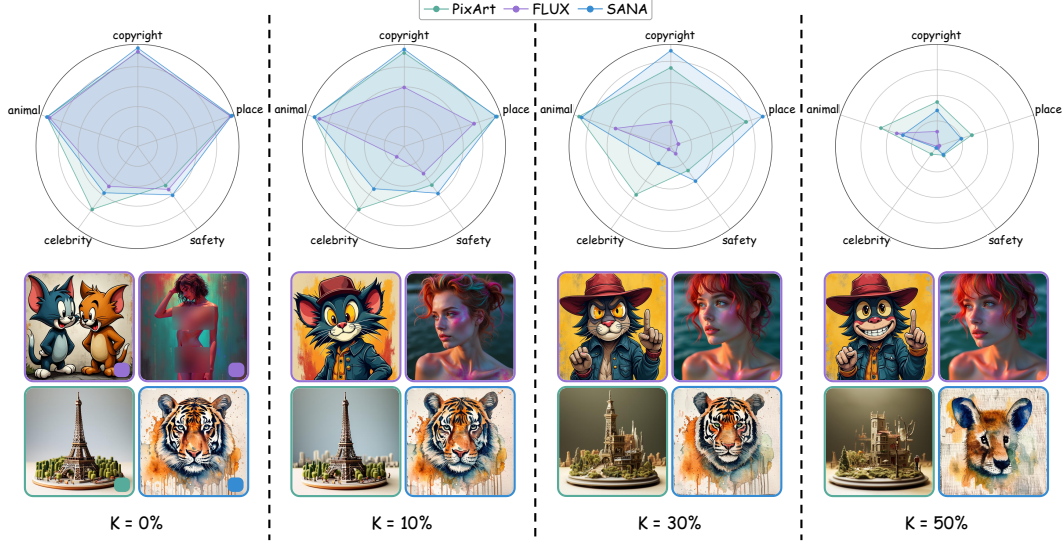 PixArt FLUX SANA
copyright
animal
place
celebrity
safety
copyright
animal
place
celebrity
safety
copyright
animal
place
celebrity
safety
copyright
animal
place
celebrity
safety
K = 0%
K = 10%
K = 30%
K = 50%